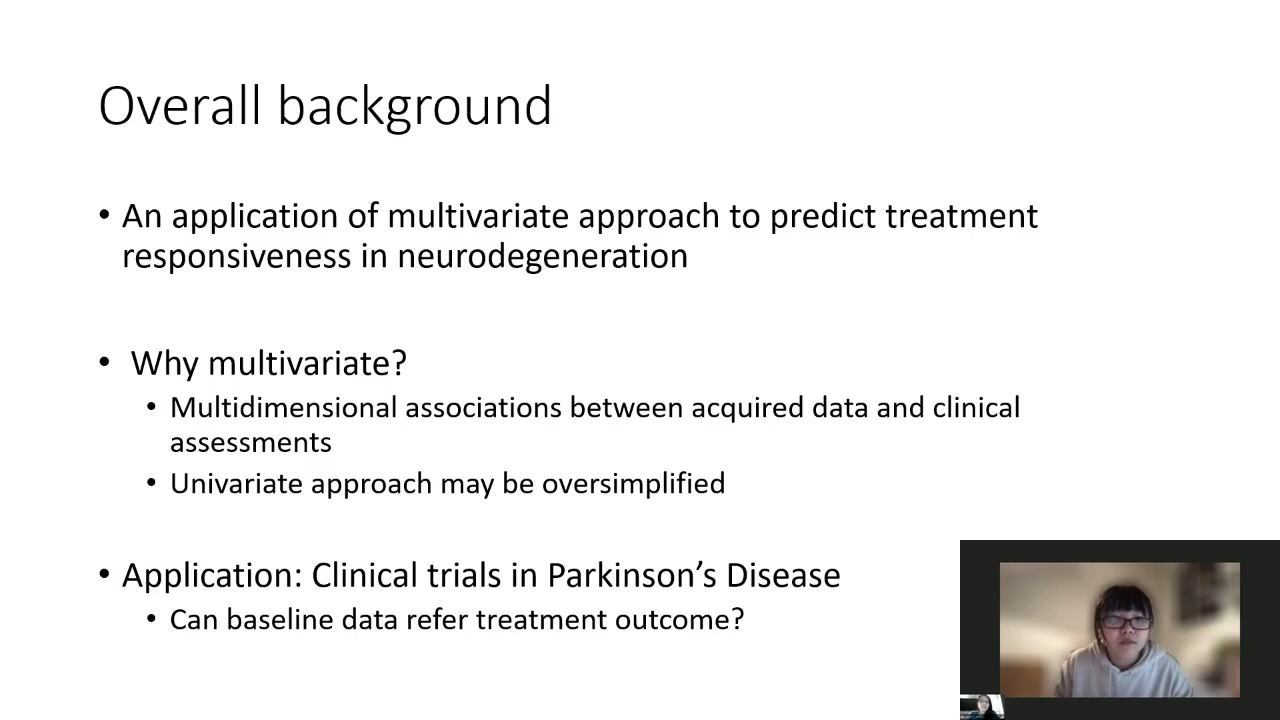 Overall background
• An application of multivariate approach to predict treatment
responsiveness in neurodegeneration
• Why multivariate?
• Multidimensional associations between acquired data and clinical
assessments
• Univariate approach may be oversimplified
• Application: Clinical trials in Parkinson’s Disease
• Can baseline data refer treatment outcome?